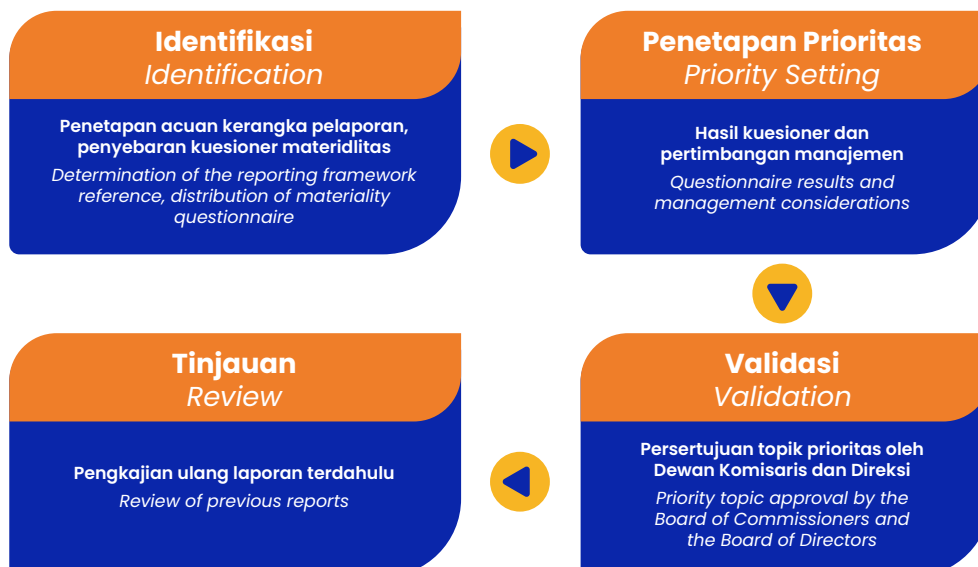 Identifikasi
Identification
Penetapan acuan kerangka pelaporan,
penyebaran kuesioner materidlitas
Determination of the reporting framework
reference, distribution of materiality
questionnaire
Penetapan Prioritas
Priority Setting
Hasil kuesioner dan
pertimbangan manajemen
Questionnaire results and
management considerations
Tinjauan
Review
Pengkajian ulang laporan terdahulu
Review of previous reports
Validasi
Validation
Persertujuan topik prioritas oleh
Dewan Komisaris dan Direksi
Priority topic approval by the
Board of Commissioners and
the Board of Directors